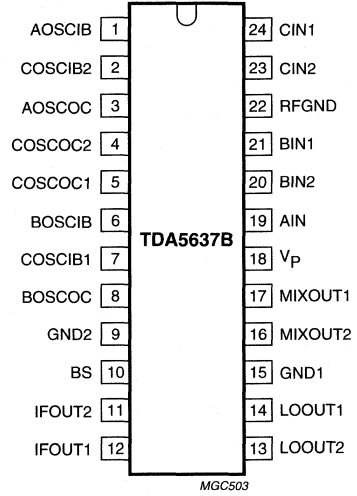 AOSCIB 1 24 CIN1
COSCIB2 2 23 CIN2
AOSCOC 3 22 RFGND
COSCOC2 4 21 BIN1
COSCOC1 5 20 BIN2
BOSCIB 6 19 AIN
TDA5637B
COSCIB1 7 18 VP
BOSCOC 8 17 MIXOUT1
GND2 9 16 MIXOUT2
BS 10 15 GND1
IFOUT2 11 14 LOOUT1
IFOUT1 12 13 LOOUT2
MGC503